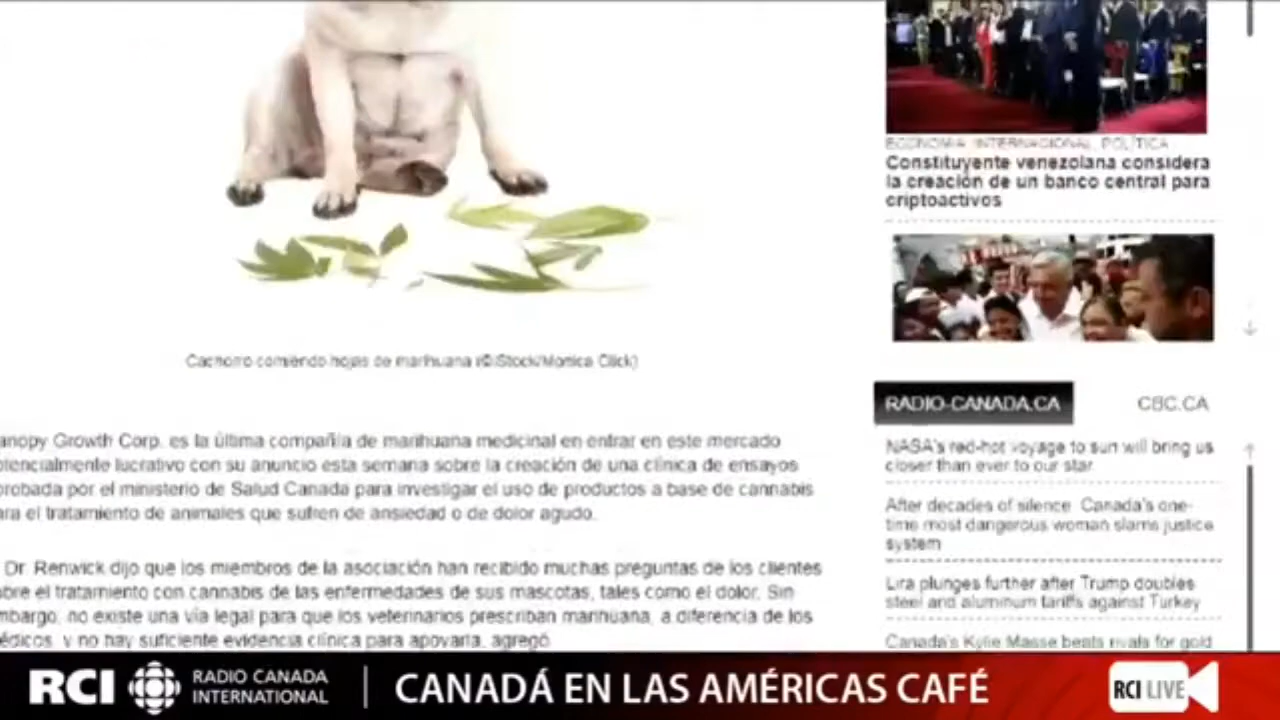 Cachorro comiendo hojas de marihuana (©iStock/Monica Click)
anopy Growth Corp. es la última compañía de marihuana medicinal en entrar en este mercado
otencialmente lucrativo con su anuncio esta semana sobre la creación de una clínica de ensayos
probada por el ministerio de Salud Canada para investigar el uso de productos a base de cannabis
ara el tratamiento de animales que sufren de ansiedad o de dolor agudo.
Dr. Renwick dijo que los miembros de la asociación han recibido muchas preguntas de los clientes
bre el tratamiento con cannabis de las enfermedades de sus mascotas, tales como el dolor. Sin
mbargo, no existe una vía legal para que los veterinarios prescriban marihuana, a diferencia de los
édicos, y no hay suficiente evidencia clínica para apoyarla, agregó.
ECONOMÍA INTERNACIONAL, POLÍTICA
Constituyente venezolana considera
la creación de un banco central para
criptoactivos
RADIO-CANADA.CA
CBC.CA
NASA's red-hot voyage to sun will bring us
closer than ever to our star
After decades of silence, Canada's one-
time most dangerous woman slams justice
system
Lira plunges further after Trump doubles
steel and aluminum tariffs against Turkey
Canada's Kylie Masse beats rivals for gold
RCI RADIO CANADA
INTERNATIONAL
CANADÁ EN LAS AMÉRICAS CAFÉ
RCI LIVE